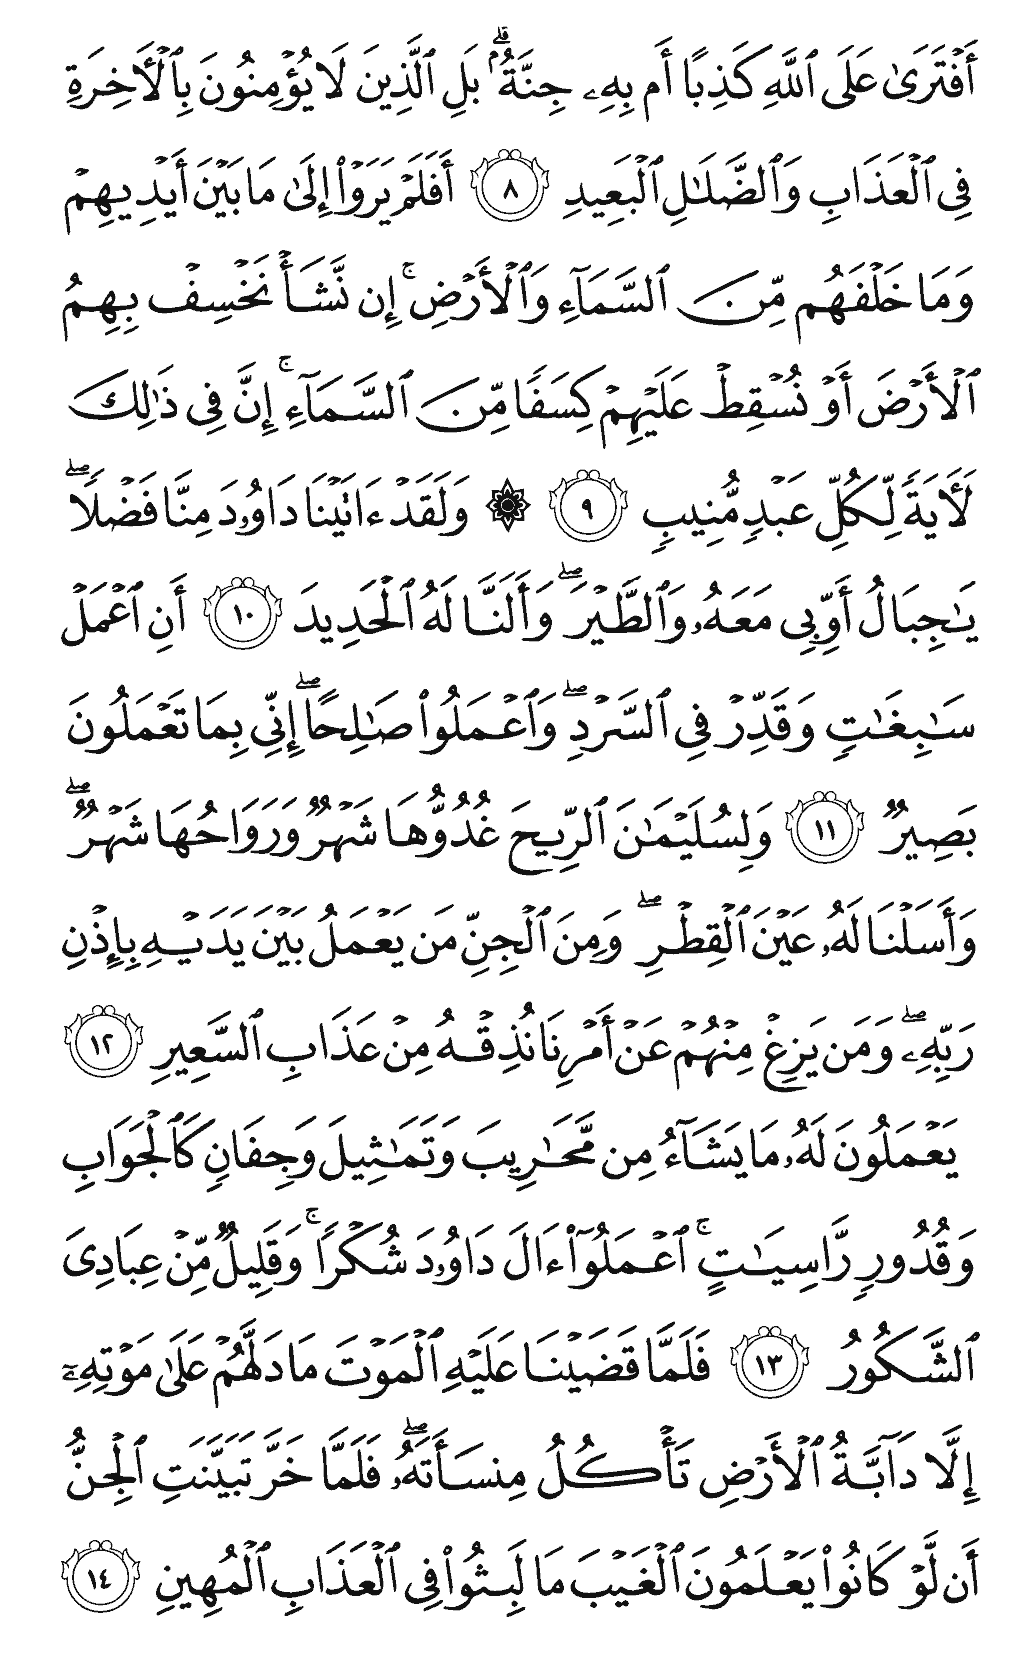 أَفْتَرَىٰ عَلَى ٱللَّهِ كَذِبًا أَم بِهِۦ جِنَّةُۢ ۗ بَلِ ٱلَّذِينَ لَا يُؤْمِنُونَ بِٱلْأَخِرَةِ
فِى ٱلْعَذَابِ وَٱلضَّلَٰلِ ٱلْبَعِيدِ ٨ أَفَلَمْ يَرَوْا۟ إِلَىٰ مَا بَيْنَ أَيْدِيهِمْ
وَمَا خَلْفَهُم مِّنَ ٱلسَّمَآءِ وَٱلْأَرْضِ ۚ إِن نَّشَأْ نَخْسِفْ بِهِمُ
ٱلْأَرْضَ أَوْ نُسْقِطْ عَلَيْهِمْ كِسَفًا مِّنَ ٱلسَّمَآءِ ۚ إِنَّ فِى ذَٰلِكَ
لَأَيَةً لِّكُلِّ عَبْدٍ مُّنِيبٍ ٩ ۞ وَلَقَدْ ءَاتَيْنَا دَاوُۥدَ مِنَّا فَضْلًا ۖ
يَٰجِبَالُ أَوِّبِى مَعَهُۥ وَٱلطَّيْرَ ۖ وَأَلَنَّا لَهُ ٱلْحَدِيدَ ١٠ أَنِ ٱعْمَلْ
سَٰبِغَٰتٍ وَقَدِّرْ فِى ٱلسَّرْدِ ۖ وَٱعْمَلُوا۟ صَٰلِحًا ۖ إِنِّى بِمَا تَعْمَلُونَ
بَصِيرٌ ١١ وَلِسُلَيْمَٰنَ ٱلرِّيحَ غُدُوُّهَا شَهْرٌ وَرَوَاحُهَا شَهْرٌ ۖ
وَأَسَلْنَا لَهُۥ عَيْنَ ٱلْقِطْرِ ۖ وَمِنَ ٱلْجِنِّ مَن يَعْمَلُ بَيْنَ يَدَيْهِ بِإِذْنِ
رَبِّهِۦ ۖ وَمَن يَزِغْ مِنْهُمْ عَنْ أَمْرِنَا نُذِقْهُ مِنْ عَذَابِ ٱلسَّعِيرِ ١٢
يَعْمَلُونَ لَهُۥ مَا يَشَآءُ مِن مَّحَٰرِيبَ وَتَمَٰثِيلَ وَجِفَانٍ كَٱلْجَوَابِ
وَقُدُورٍ رَّاسِيَٰتٍ ۚ ٱعْمَلُوٓا۟ ءَالَ دَاوُۥدَ شُكْرًا ۚ وَقَلِيلٌ مِّنْ عِبَادِىَ
ٱلشَّكُورُ ١٣ فَلَمَّا قَضَيْنَا عَلَيْهِ ٱلْمَوْتَ مَا دَلَّهُمْ عَلَىٰ مَوْتِهِۦٓ
إِلَّا دَآبَّةُ ٱلْأَرْضِ تَأْكُلُ مِنسَأَتَهُۥ ۖ فَلَمَّا خَرَّ تَبَيَّنَتِ ٱلْجِنُّ
أَن لَّوْ كَانُوا۟ يَعْلَمُونَ ٱلْغَيْبَ مَا لَبِثُوا۟ فِى ٱلْعَذَابِ ٱلْمُهِينِ ١٤